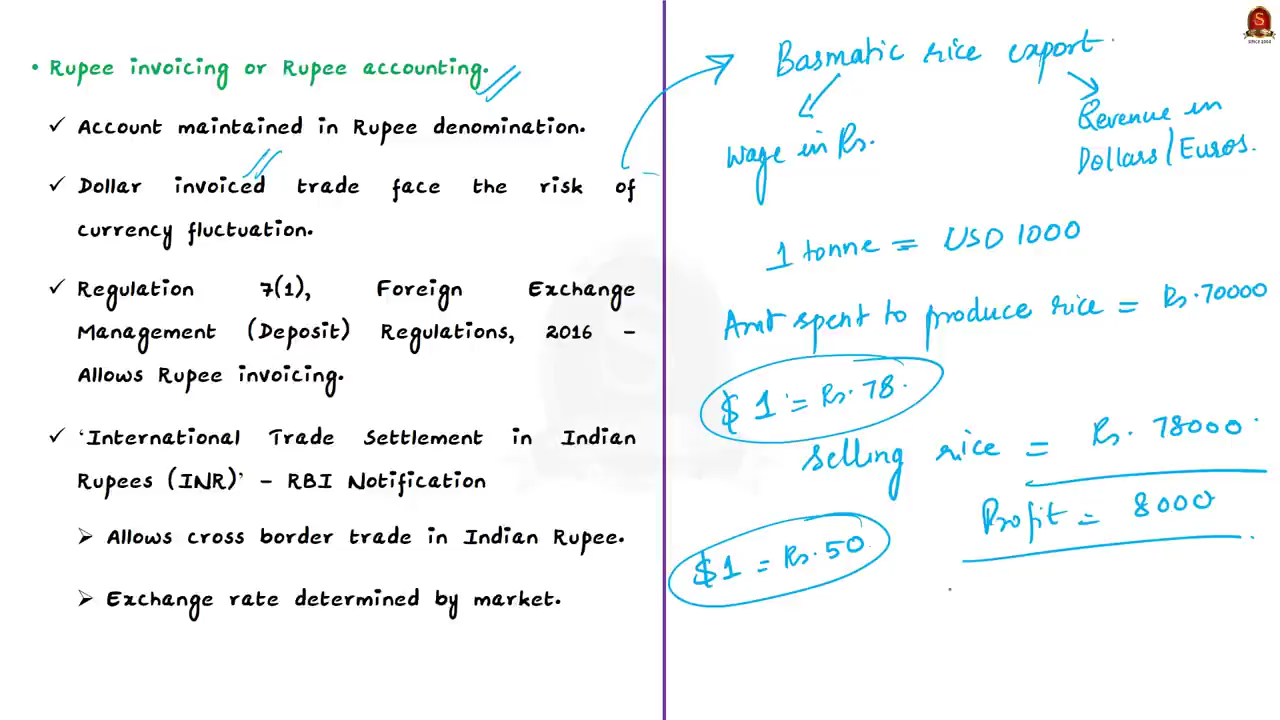 • Rupee invoicing or Rupee accounting.
✓ Account maintained in Rupee denomination.
✓ Dollar invoiced trade face the risk of
currency fluctuation.
✓ Regulation 7(1), Foreign Exchange
Management (Deposit) Regulations, 2016 –
Allows Rupee invoicing.
✓ 'International Trade Settlement in Indian
Rupees (INR)' – RBI Notification
➢ Allows cross border trade in Indian Rupee.
➢ Exchange rate determined by market.
Basmatic rice export
Wage in Rs.
Revenue in
Dollars/Euros.
1 tonne = USD 1000
Amt spent to produce rice = Rs.70000
$ 1 = Rs.78.
Selling rice = Rs. 78000.
Profit = 8000
$1 = Rs.50.
S
SINCE 2004